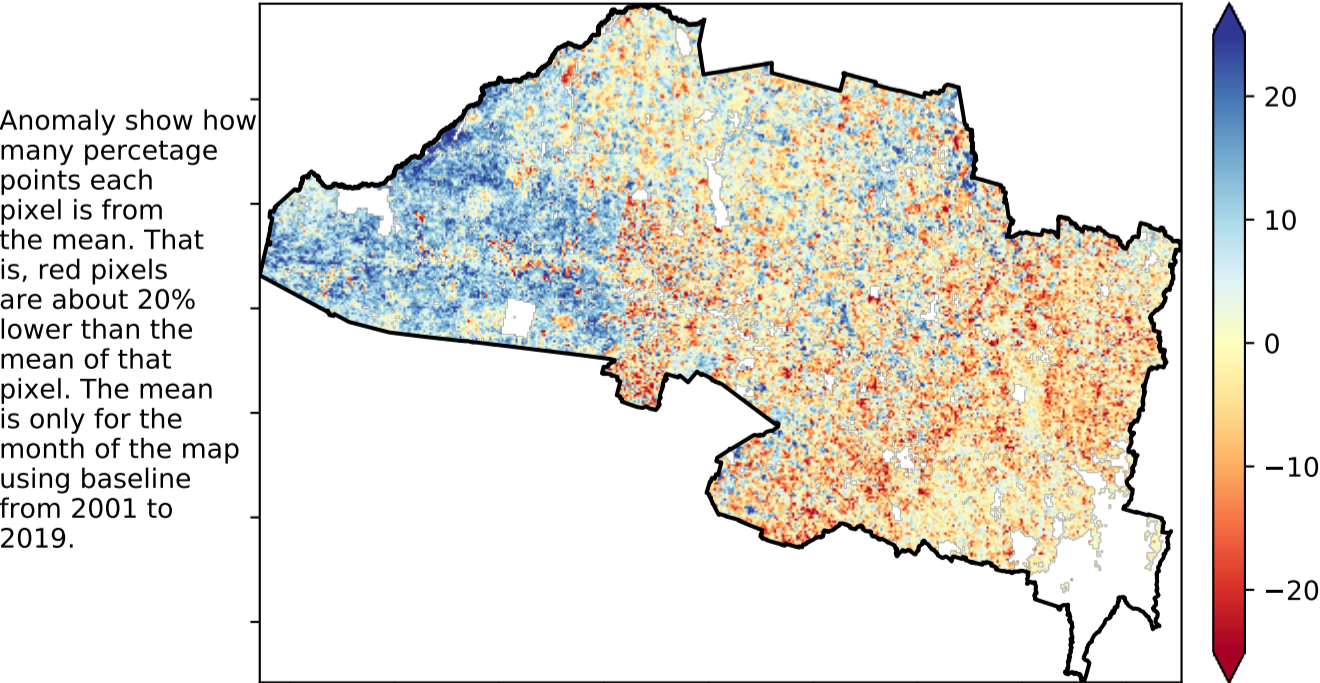 Anomaly show how
many percetage
points each
pixel is from
the mean. That
is, red pixels
are about 20%
lower than the
mean of that
pixel. The mean
is only for the
month of the map
using baseline
from 2001 to
2019.
20
10
0
−10
−20